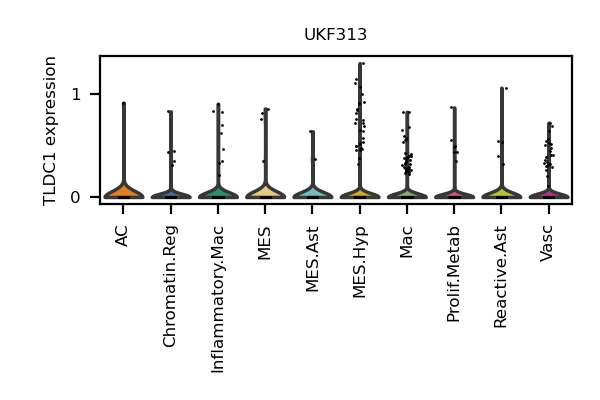 UKF313
TLDC1 expression
1
0
AC
Chromatin.Reg
Inflammatory.Mac
MES
MES.Ast
MES.Hyp
Mac
Prolif.Metab
Reactive.Ast
Vasc